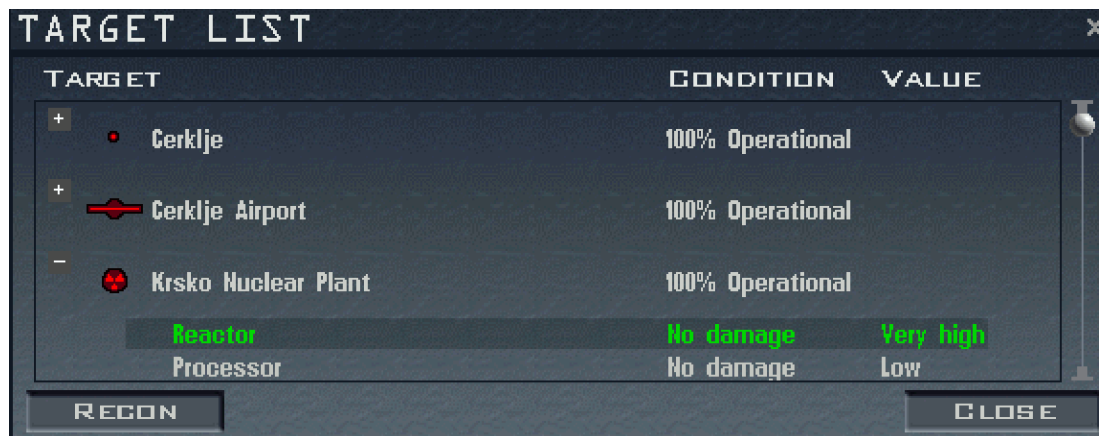 TARGET LIST
TARGET CONDITION VALUE
+ Cerklje 100% Operational
+ Cerklje Airport 100% Operational
− Krsko Nuclear Plant 100% Operational
Reactor No damage Very high
Processor No damage Low
RECON CLOSE